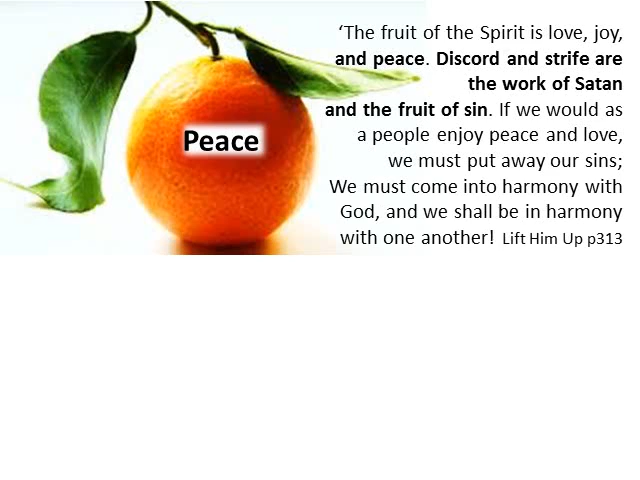 Peace
‘The fruit of the Spirit is love, joy,
and peace. Discord and strife are
the work of Satan
and the fruit of sin. If we would as
a people enjoy peace and love,
we must put away our sins;
We must come into harmony with
God, and we shall be in harmony
with one another! Lift Him Up p313